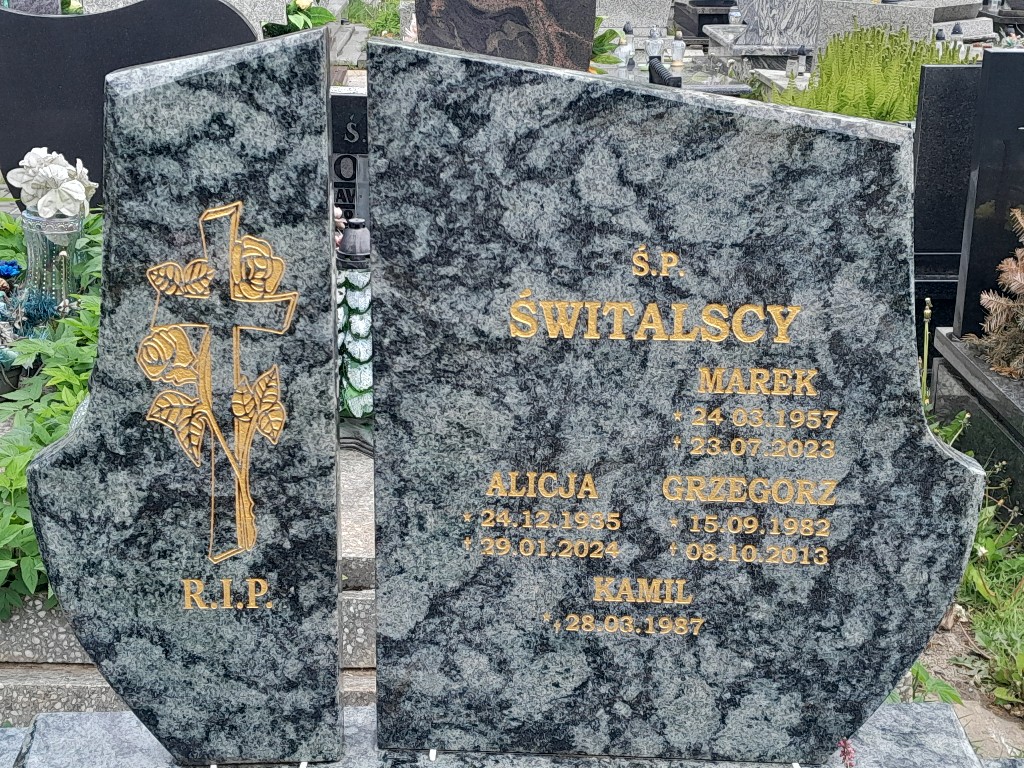 R.I.P.
Ś.P.
ŚWITALSCY
MAREK
* 24.03.1957
† 23.07.2023
ALICJA
* 24.12.1935
† 29.01.2024
GRZEGORZ
* 15.09.1982
† 08.10.2013
KAMIL
*,† 28.03.1987
Ś.